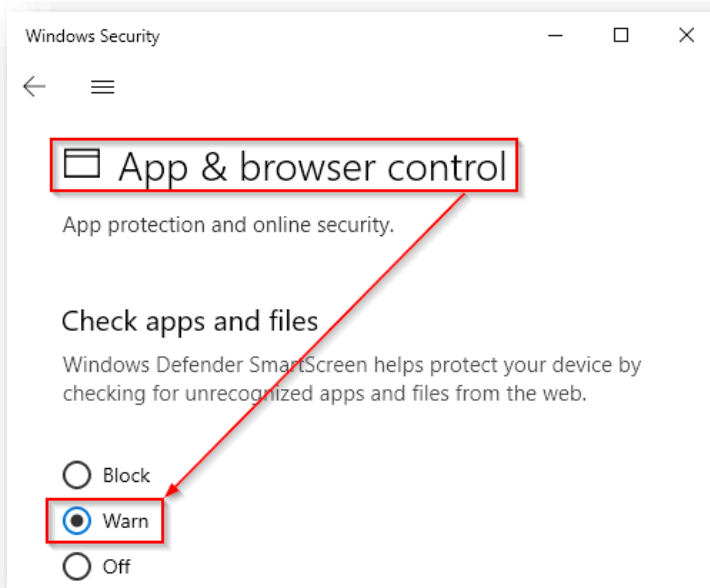 Windows Security
App & browser control
App protection and online security.
Check apps and files
Windows Defender SmartScreen helps protect your device by
checking for unrecognized apps and files from the web.
Block
Warn
Off